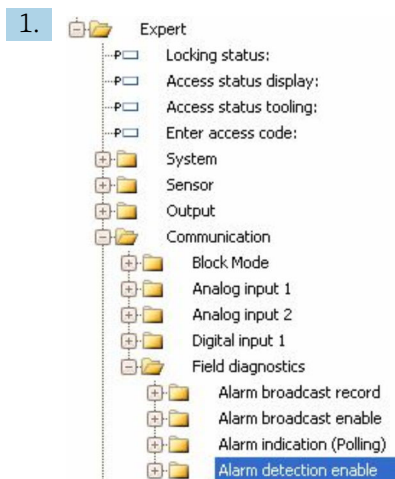 1.
Expert
Locking status:
Access status display:
Access status tooling:
Enter access code:
System
Sensor
Output
Communication
Block Mode
Analog input 1
Analog input 2
Digital input 1
Field diagnostics
Alarm broadcast record
Alarm broadcast enable
Alarm indication (Polling)
Alarm detection enable